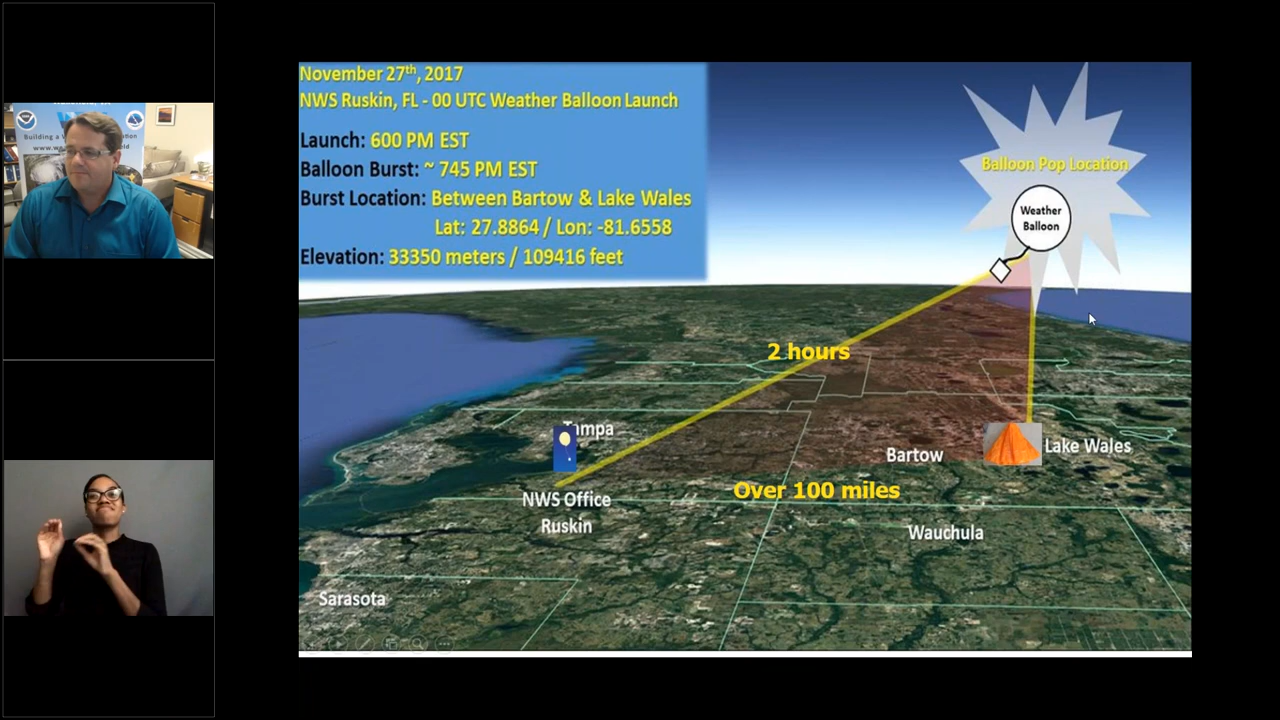 November 27th, 2017
NWS Ruskin, FL - 00 UTC Weather Balloon Launch
Launch: 600 PM EST
Balloon Burst: ~ 745 PM EST
Burst Location: Between Bartow & Lake Wales
Lat: 27.8864 / Lon: -81.6558
Elevation: 33350 meters / 109416 feet
Balloon Pop Location
Weather
Balloon
2 hours
Tampa
Bartow
Lake Wales
Over 100 miles
NWS Office
Ruskin
Wauchula
Sarasota
Building a